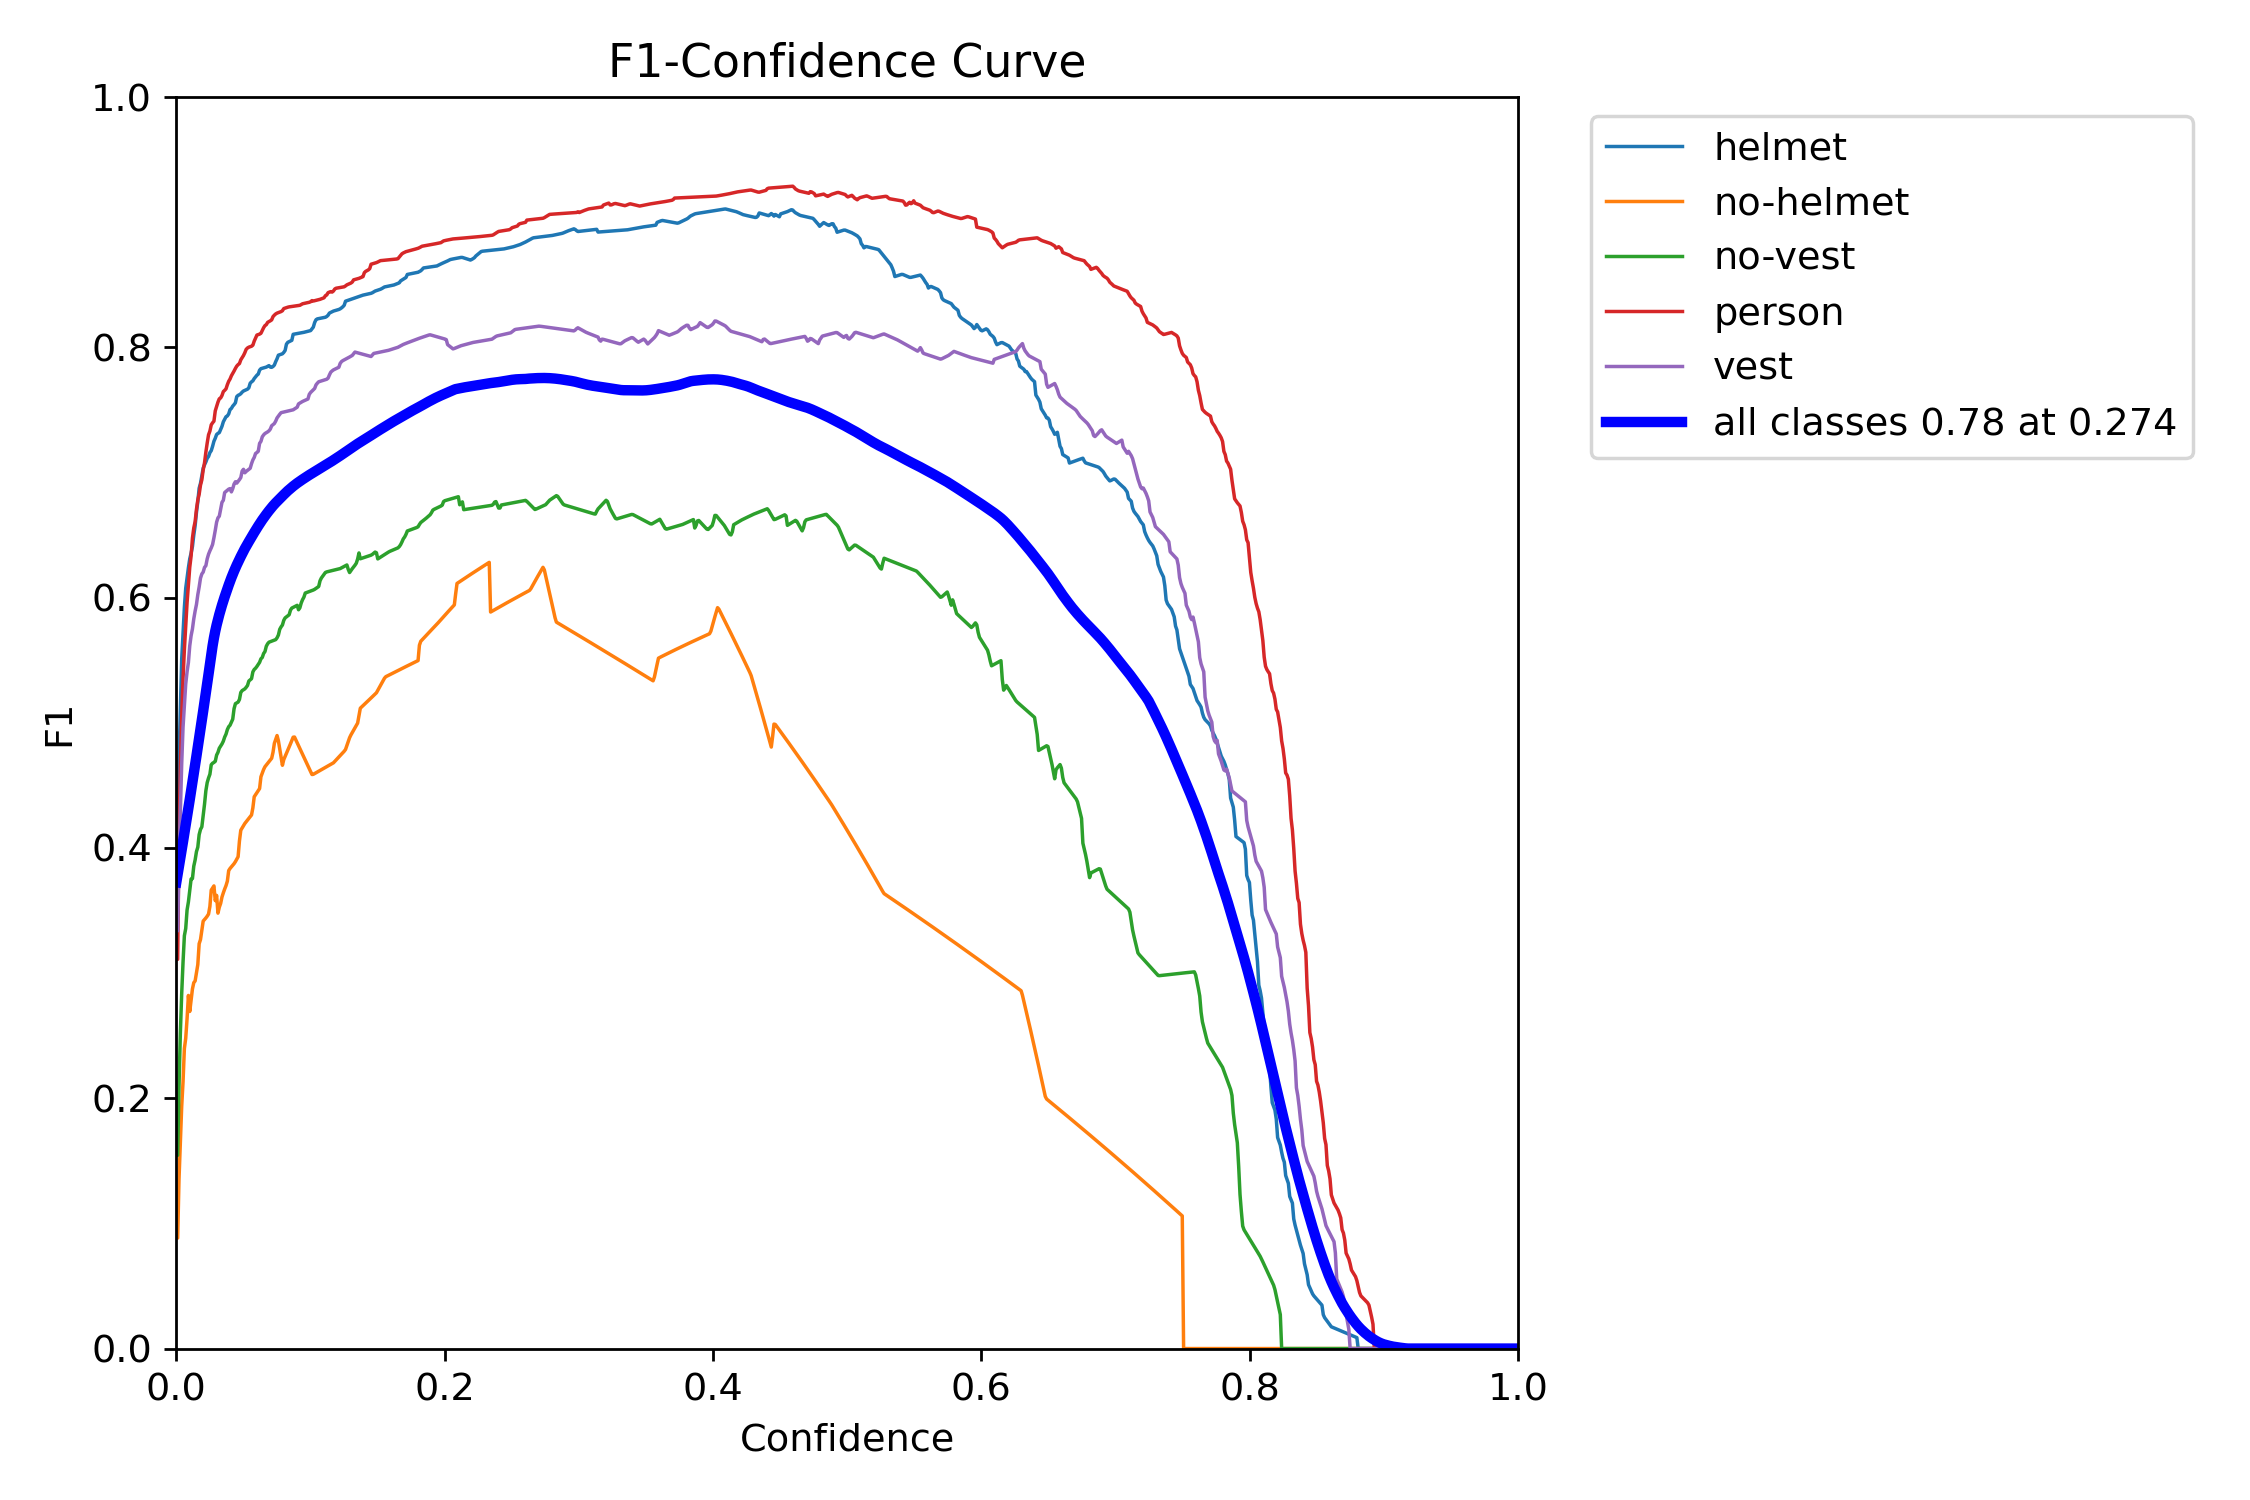 F1-Confidence Curve
1.0
0.8
0.6
0.4
0.2
0.0
F1
0.0 0.2 0.4 0.6 0.8 1.0
Confidence
helmet
no-helmet
no-vest
person
vest
all classes 0.78 at 0.274